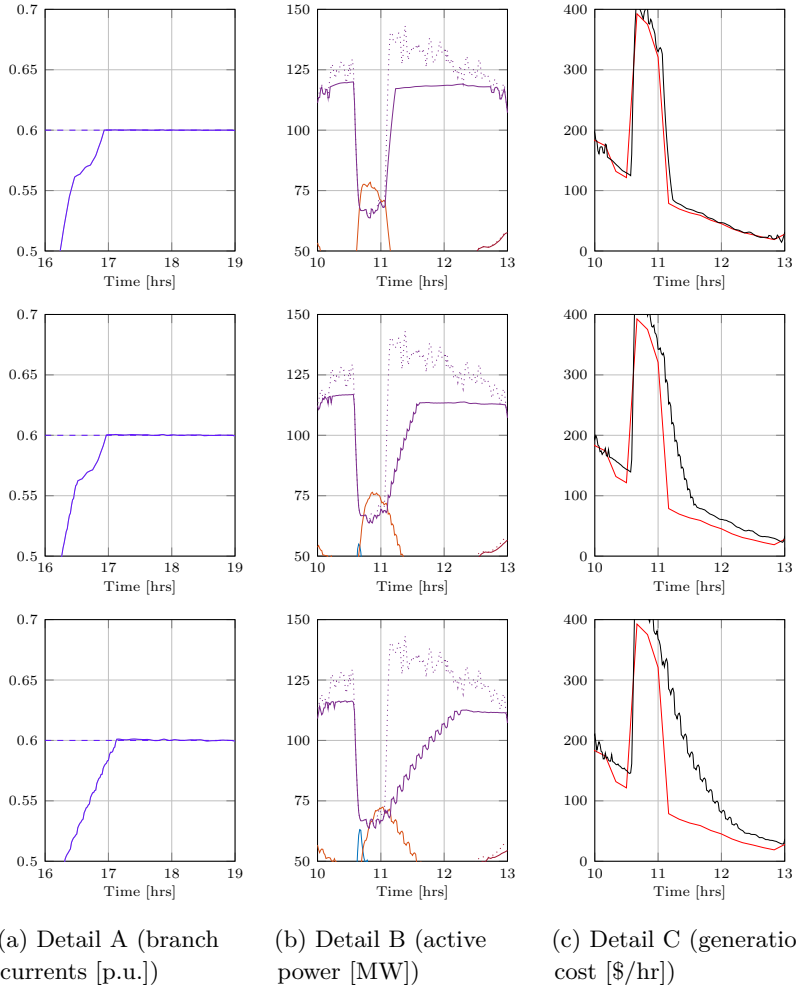 0.7
0.65
0.6
0.55
0.5
16 17 18 19
Time [hrs]
150
125
100
75
50
10 11 12 13
Time [hrs]
400
300
200
100
0
10 11 12 13
Time [hrs]
0.7
0.65
0.6
0.55
0.5
16 17 18 19
Time [hrs]
150
125
100
75
50
10 11 12 13
Time [hrs]
400
300
200
100
0
10 11 12 13
Time [hrs]
0.7
0.65
0.6
0.55
0.5
16 17 18 19
Time [hrs]
150
125
100
75
50
10 11 12 13
Time [hrs]
400
300
200
100
0
10 11 12 13
Time [hrs]
(a) Detail A (branch
currents [p.u.])
(b) Detail B (active
power [MW])
(c) Detail C (generatio
cost [$/hr])